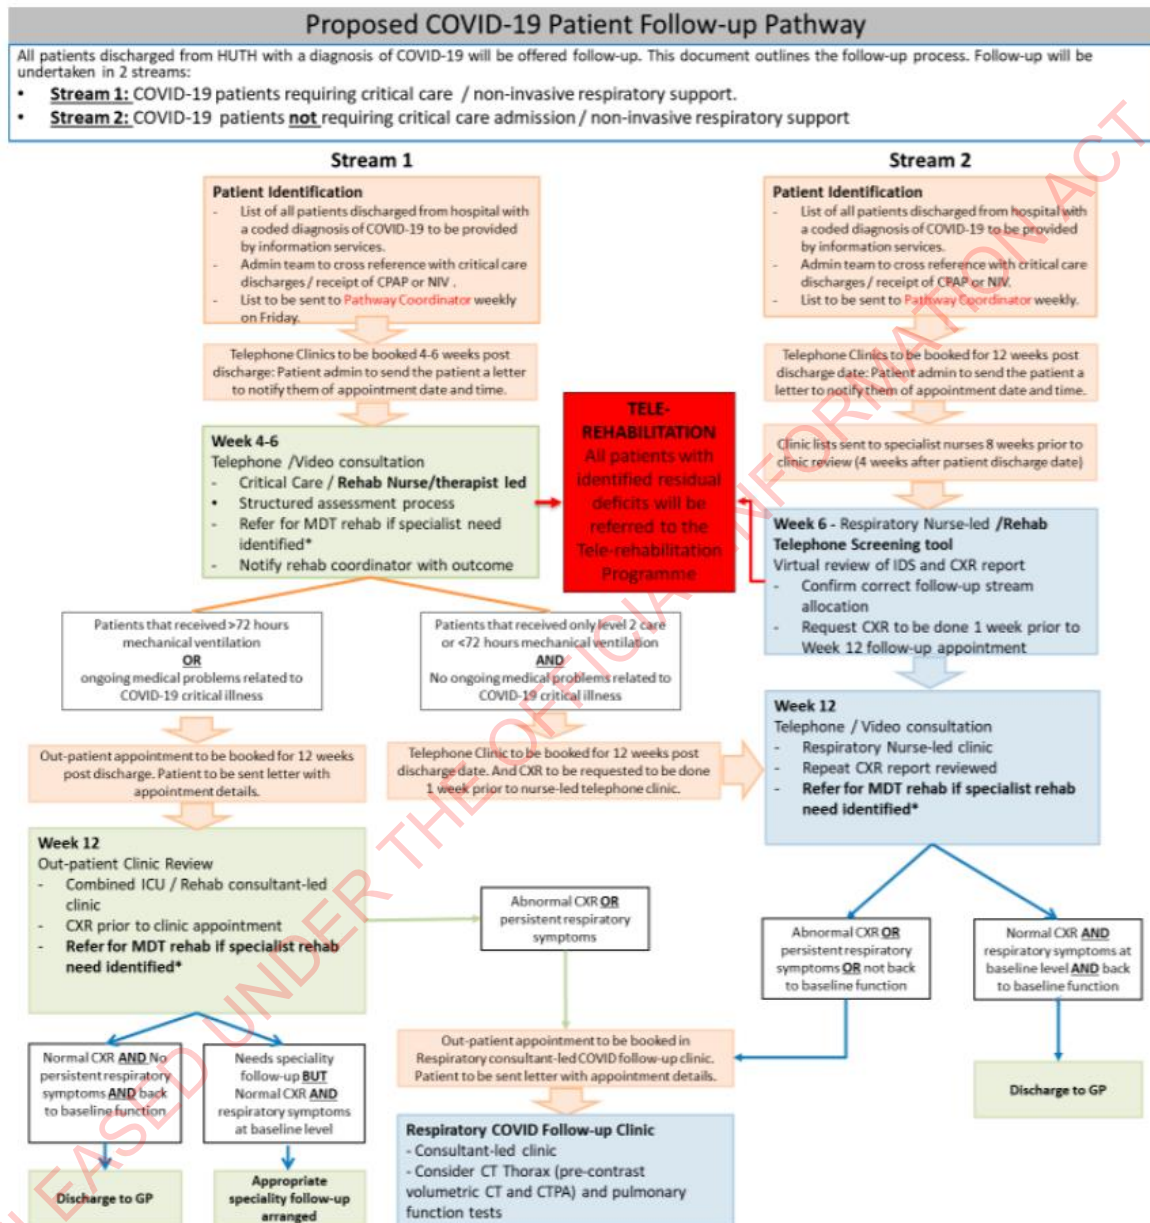 Proposed COVID-19 Patient Follow-up Pathway
All patients discharged from HUTH with a diagnosis of COVID-19 will be offered follow-up. This document outlines the follow-up process. Follow-up will be
undertaken in 2 streams:
• Stream 1: COVID-19 patients requiring critical care / non-invasive respiratory support.
• Stream 2: COVID-19 patients not requiring critical care admission / non-invasive respiratory support
Stream 1
Patient Identification
- List of all patients discharged from hospital with
a coded diagnosis of COVID-19 to be provided
by information services.
- Admin team to cross reference with critical care
discharges / receipt of CPAP or NIV .
- List to be sent to Pathway Coordinator weekly
on Friday.
Telephone Clinics to be booked 4-6 weeks post
discharge: Patient admin to send the patient a letter
to notify them of appointment date and time.
Week 4-6
Telephone /Video consultation
- Critical Care / Rehab Nurse/therapist led
• Structured assessment process
- Refer for MDT rehab if specialist need
identified*
- Notify rehab coordinator with outcome
TELE-
REHABILITATION
All patients with
identified residual
deficits will be
referred to the
Tele-rehabilitation
Programme
Patients that received >72 hours
mechanical ventilation
OR
ongoing medical problems related to
COVID-19 critical illness
Patients that received only level 2 care
or <72 hours mechanical ventilation
AND
No ongoing medical problems related to
COVID-19 critical illness
Out-patient appointment to be booked for 12 weeks
post discharge. Patient to be sent letter with
appointment details.
Telephone Clinic to be booked for 12 weeks post
discharge date. And CXR to be requested to be done
1 week prior to nurse-led telephone clinic.
Week 12
Out-patient Clinic Review
- Combined ICU / Rehab consultant-led
clinic
- CXR prior to clinic appointment
- Refer for MDT rehab if specialist rehab
need identified*
Abnormal CXR OR
persistent respiratory
symptoms
Normal CXR AND No
persistent respiratory
symptoms AND back
to baseline function
Needs speciality
follow-up BUT
Normal CXR AND
respiratory symptoms
at baseline level
Discharge to GP
Appropriate
speciality follow-up
arranged
Out-patient appointment to be booked in
Respiratory consultant-led COVID follow-up clinic.
Patient to be sent letter with appointment details.
Respiratory COVID Follow-up Clinic
- Consultant-led clinic
- Consider CT Thorax (pre-contrast
volumetric CT and CTPA) and pulmonary
function tests
Stream 2
Patient Identification
- List of all patients discharged from hospital with
a coded diagnosis of COVID-19 to be provided
by information services.
- Admin team to cross reference with critical care
discharges / receipt of CPAP or NIV.
- List to be sent to Pathway Coordinator weekly.
Telephone Clinics to be booked for 12 weeks post
discharge date: Patient admin to send the patient a
letter to notify them of appointment date and time.
Clinic lists sent to specialist nurses 8 weeks prior to
clinic review (4 weeks after patient discharge date)
Week 6 - Respiratory Nurse-led /Rehab
Telephone Screening tool
Virtual review of IDS and CXR report
- Confirm correct follow-up stream
allocation
- Request CXR to be done 1 week prior to
Week 12 follow-up appointment
Week 12
Telephone / Video consultation
- Respiratory Nurse-led clinic
- Repeat CXR report reviewed
- Refer for MDT rehab if specialist rehab
need identified*
Abnormal CXR OR
persistent respiratory
symptoms OR not back
to baseline function
Normal CXR AND
respiratory symptoms at
baseline level AND back
to baseline function
Discharge to GP
LEASED UNDER THE OFFICIAL INFORMATION ACT